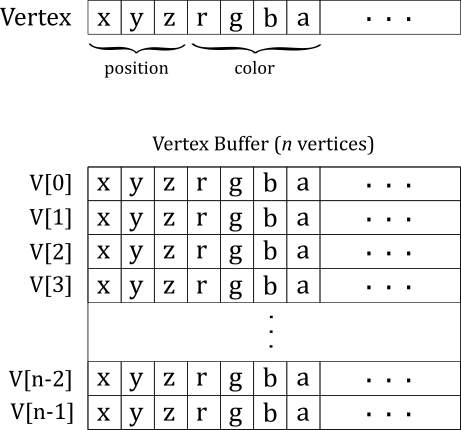 Vertex x y z r g b a . . .
position color
Vertex Buffer (n vertices)
V[0] x y z r g b a . . .
V[1] x y z r g b a . . .
V[2] x y z r g b a . . .
V[3] x y z r g b a . . .
⋮
V[n-2] x y z r g b a . . .
V[n-1] x y z r g b a . . .